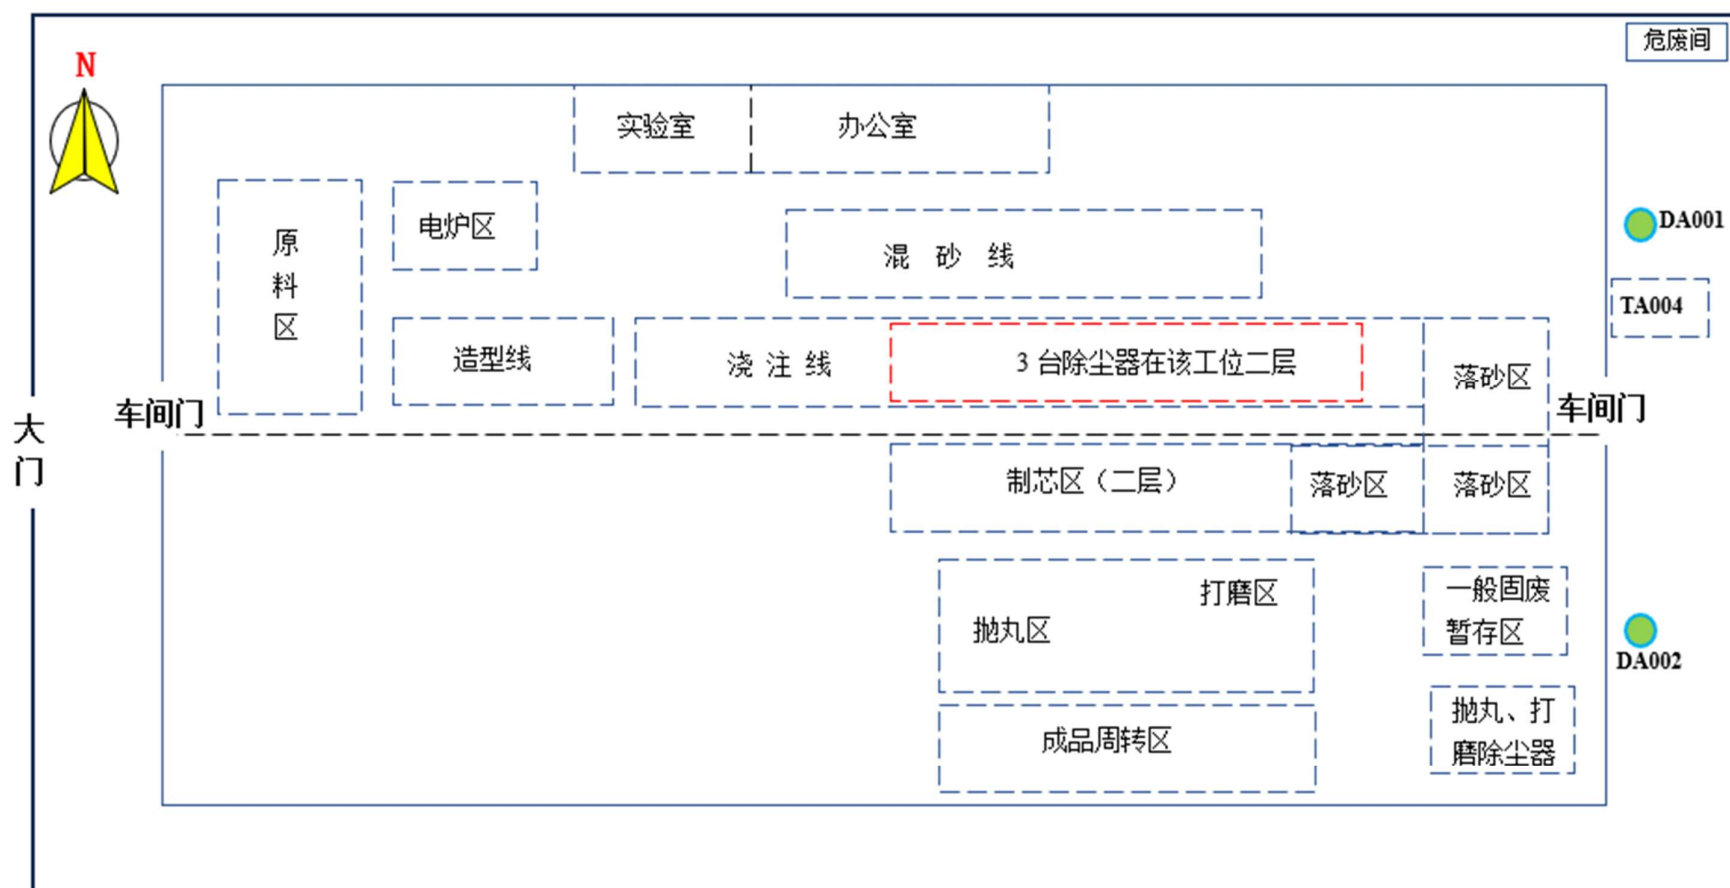 危废间
N
实验室
办公室
原
料
区
电炉区
混 砂 线
DA001
TA004
造型线
浇 注 线
3 台除尘器在该工位二层
落砂区
车间门
车间门
大
门
制芯区（二层）
落砂区
落砂区
打磨区
抛丸区
一般固废
暂存区
DA002
成品周转区
抛丸、打
磨除尘器